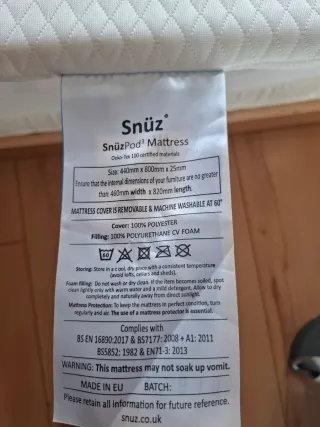 Snüz®
SnüzPod³ Mattress
Oeko-Tex 100 certified materials
Size: 440mm x 800mm x 25mm
Ensure that the internal dimensions of your furniture are no greater
than: 460mm width x 820mm length.
MATTRESS COVER IS REMOVABLE & MACHINE WASHABLE AT 60°
Cover: 100% POLYESTER
Filling: 100% POLYURETHANE CV FOAM
60
Storing: Store in a cool, dry place with a consistent temperature
(avoid lofts, cellars and sheds).
Foam filling: Do not wash or dry clean. If the item becomes soiled, spot
clean lightly only with warm water and a mild detergent. Allow to dry
completely and naturally away from direct sunlight.
Mattress Protection: To keep the mattress in perfect condition, turn
regularly and air. The use of a mattress protector is essential.
Complies with
BS EN 16890:2017 & BS7177: 2008 + A1: 2011
BS5852: 1982 & EN71-3: 2013
WARNING: This mattress may not soak up vomit.
MADE IN EU BATCH:
Please retain all information for future reference.
snuz.co.uk